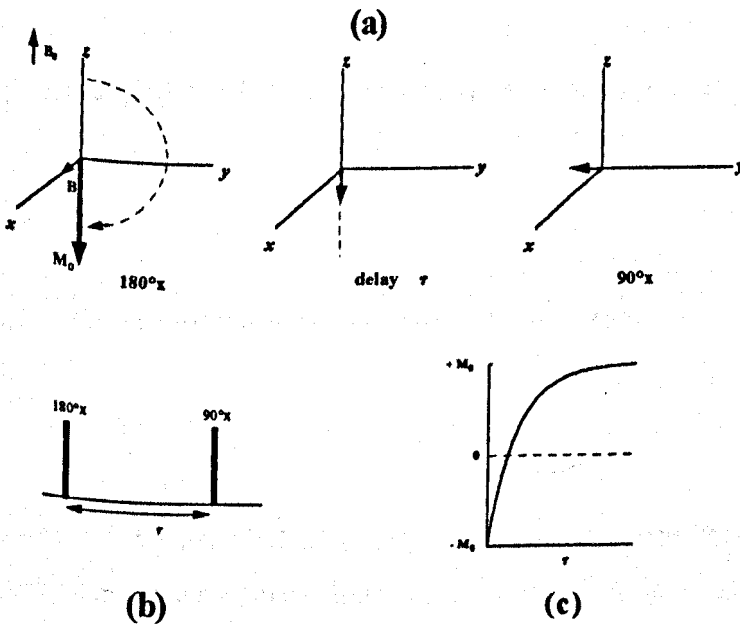 (a)
B₀
z
z
z
y
y
y
B
x
x
x
M₀
180°x
delay τ
90°x
180°x
90°x
τ
+ M₀
0
- M₀
τ
(b)
(c)